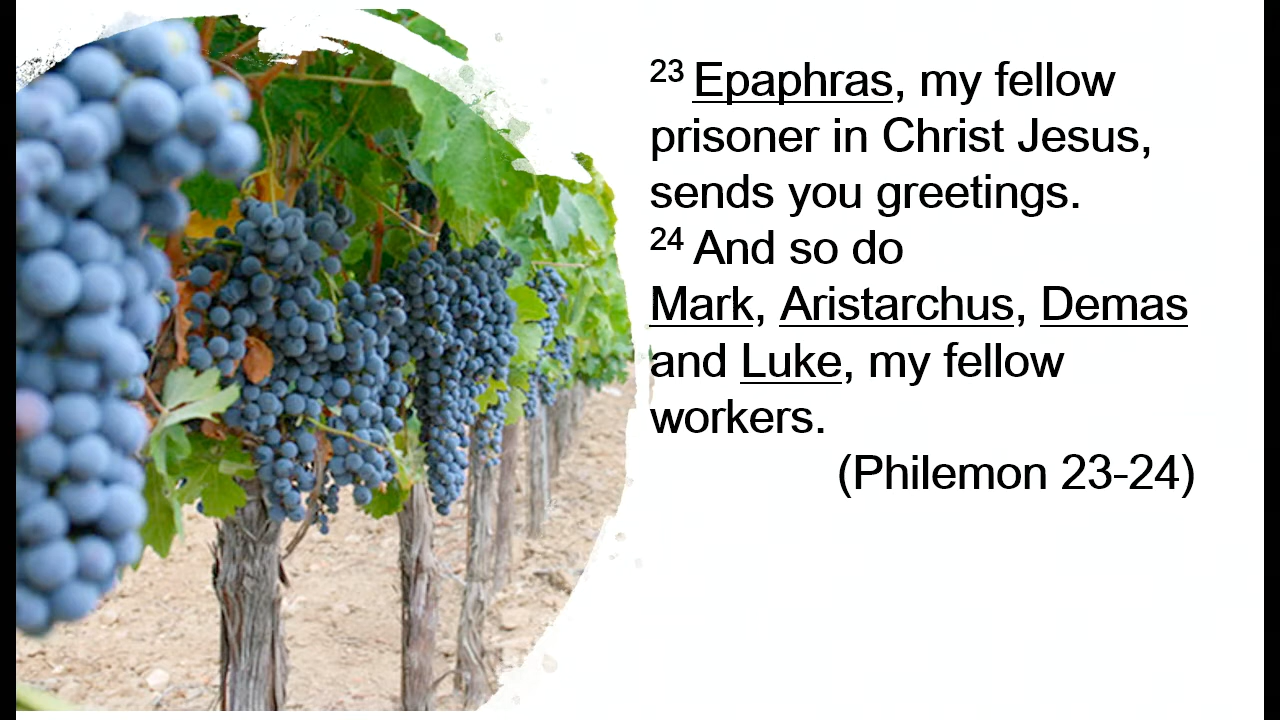 23 Epaphras, my fellow
prisoner in Christ Jesus,
sends you greetings.
24 And so do
Mark, Aristarchus, Demas
and Luke, my fellow
workers.
(Philemon 23-24)